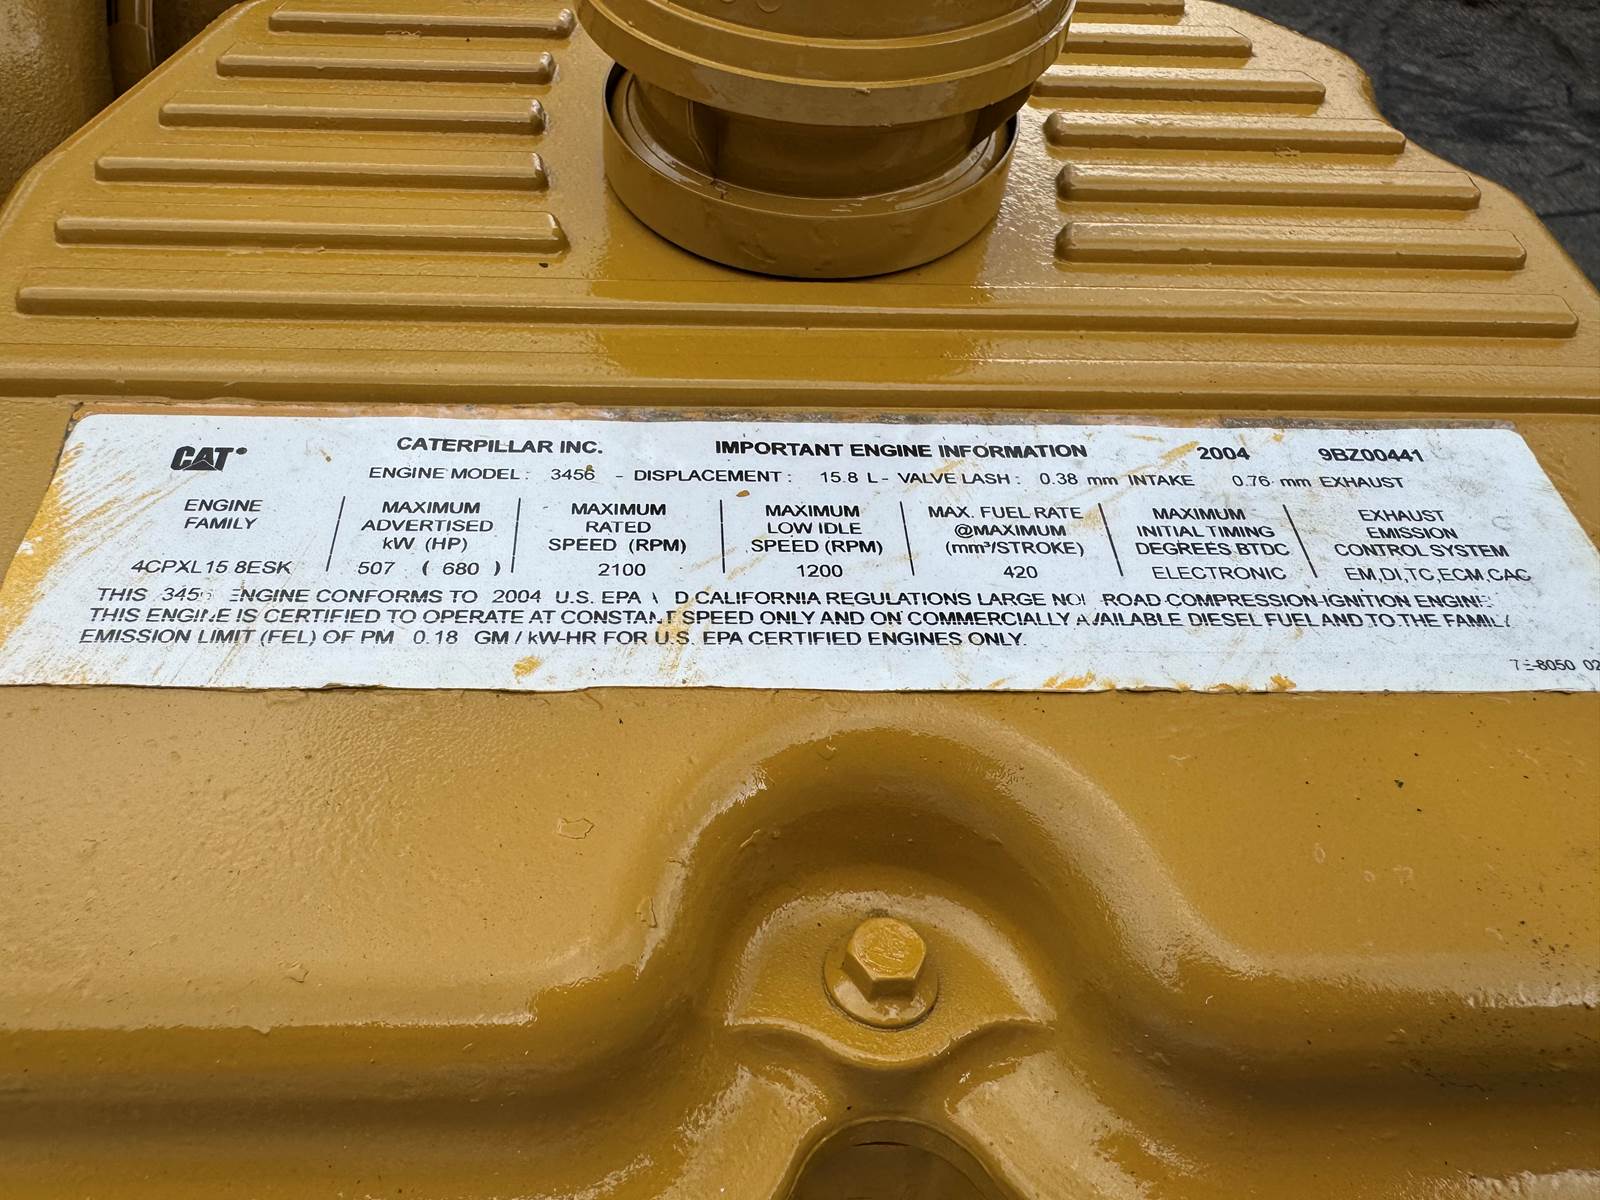 CAT CATERPILLAR INC. IMPORTANT ENGINE INFORMATION 2004 9BZ00441
ENGINE MODEL: 3456 - DISPLACEMENT: 15.8 L - VALVE LASH: 0.38 mm INTAKE 0.76 mm EXHAUST
ENGINE FAMILY
4CPXL15.8ESK
MAXIMUM ADVERTISED kW (HP)
507 (680)
MAXIMUM RATED SPEED (RPM)
2100
MAXIMUM LOW IDLE SPEED (RPM)
1200
MAX. FUEL RATE @MAXIMUM (mm³/STROKE)
420
MAXIMUM INITIAL TIMING DEGREES BTDC
ELECTRONIC
EXHAUST EMISSION CONTROL SYSTEM
EM,DI,TC,ECM,CAC
THIS 3456 ENGINE CONFORMS TO 2004 U.S. EPA AND CALIFORNIA REGULATIONS LARGE NON-ROAD COMPRESSION-IGNITION ENGINE
THIS ENGINE IS CERTIFIED TO OPERATE AT CONSTANT SPEED ONLY AND ON COMMERCIALLY AVAILABLE DIESEL FUEL AND TO THE FAMILY
EMISSION LIMIT (FEL) OF PM 0.18 GM / kW-HR FOR U.S. EPA CERTIFIED ENGINES ONLY.